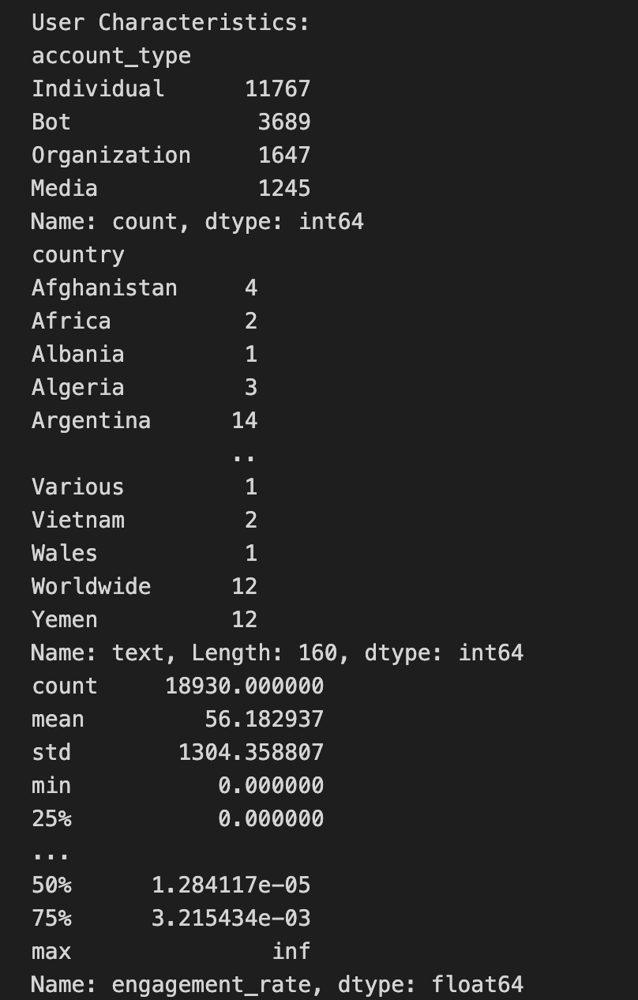 User Characteristics:
account_type
Individual      11767
Bot              3689
Organization     1647
Media            1245
Name: count, dtype: int64
country
Afghanistan     4
Africa          2
Albania         1
Algeria         3
Argentina      14
               ..
Various         1
Vietnam         2
Wales           1
Worldwide      12
Yemen          12
Name: text, Length: 160, dtype: int64
count     18930.000000
mean         56.182937
std        1304.358807
min           0.000000
25%           0.000000
...
50%      1.284117e-05
75%      3.215434e-03
max               inf
Name: engagement_rate, dtype: float64